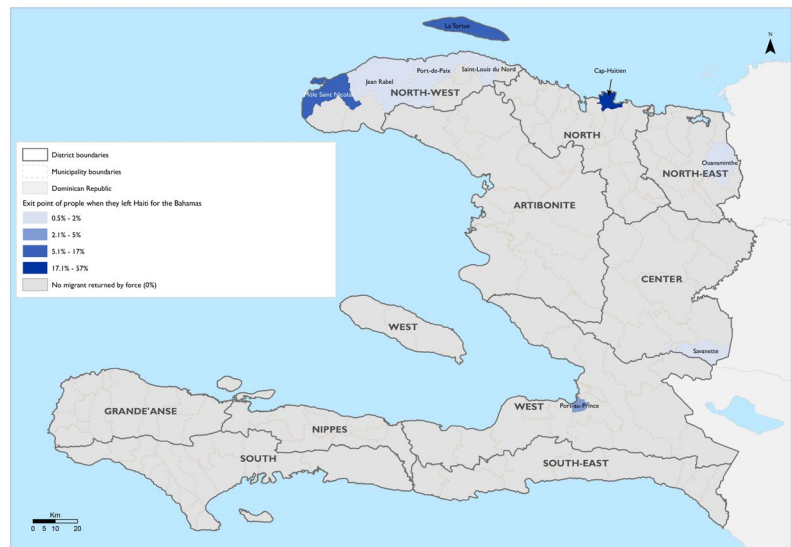 La Tortue
N
Cap-Haïtien
Port-de-Paix
Saint-Louis du Nord
Jean Rabel
Môle Saint Nicolas
NORTH-WEST
NORTH
Ouanaminthe
NORTH-EAST
District boundaries
Municipality boundaries
Dominican Republic
Exit point of prople when they left Haiti for the Bahamas
0.5% - 2%
2.1% - 5%
5.1% - 17%
17.1% - 57%
No migrant returned by force (0%)
ARTIBONITE
CENTER
WEST
Savanette
GRANDE'ANSE
WEST
Port-au-Prince
NIPPES
SOUTH
SOUTH-EAST
Km
0 5 10 20